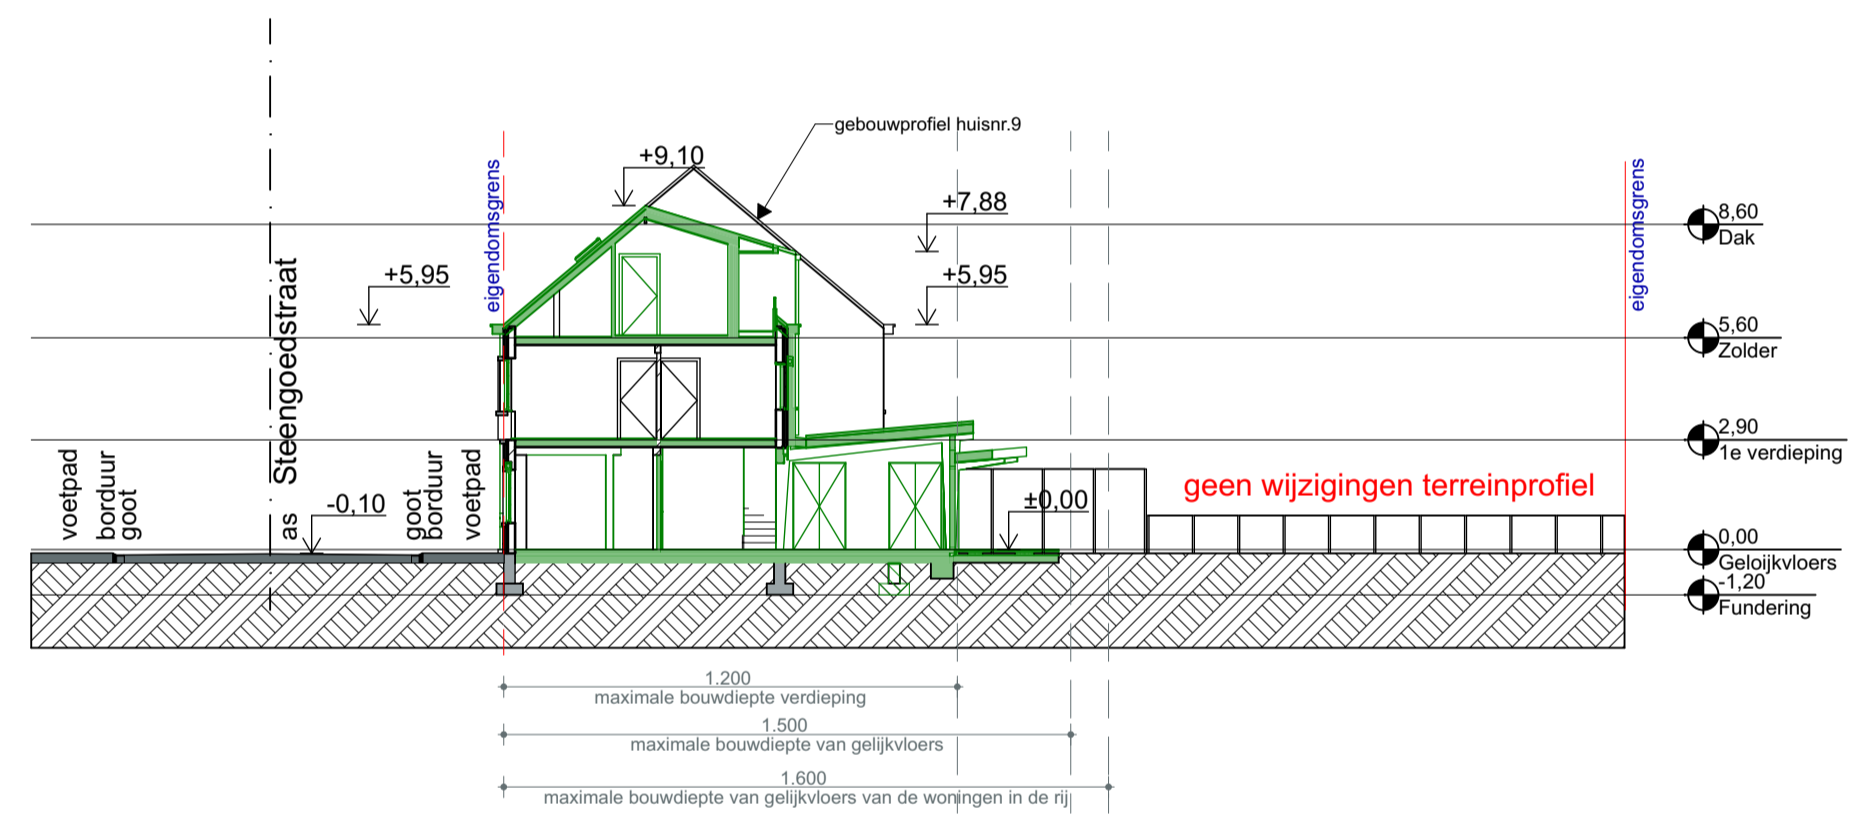 gebouwprofiel huisnr.9
+9,10
+7,88
+5,95
+5,95
eigendomsgrens
eigendomsgrens
8,60
Dak
5,60
Zolder
2,90
1e verdieping
0,00
Geloijkvloers
-1,20
Fundering
voetpad
borduur
goot
as Steengoedstraat
-0,10
goot
borduur
voetpad
±0,00
geen wijzigingen terreinprofiel
1.200
maximale bouwdiepte verdieping
1.500
maximale bouwdiepte van gelijkvloers
1.600
maximale bouwdiepte van gelijkvloers van de woningen in de rij